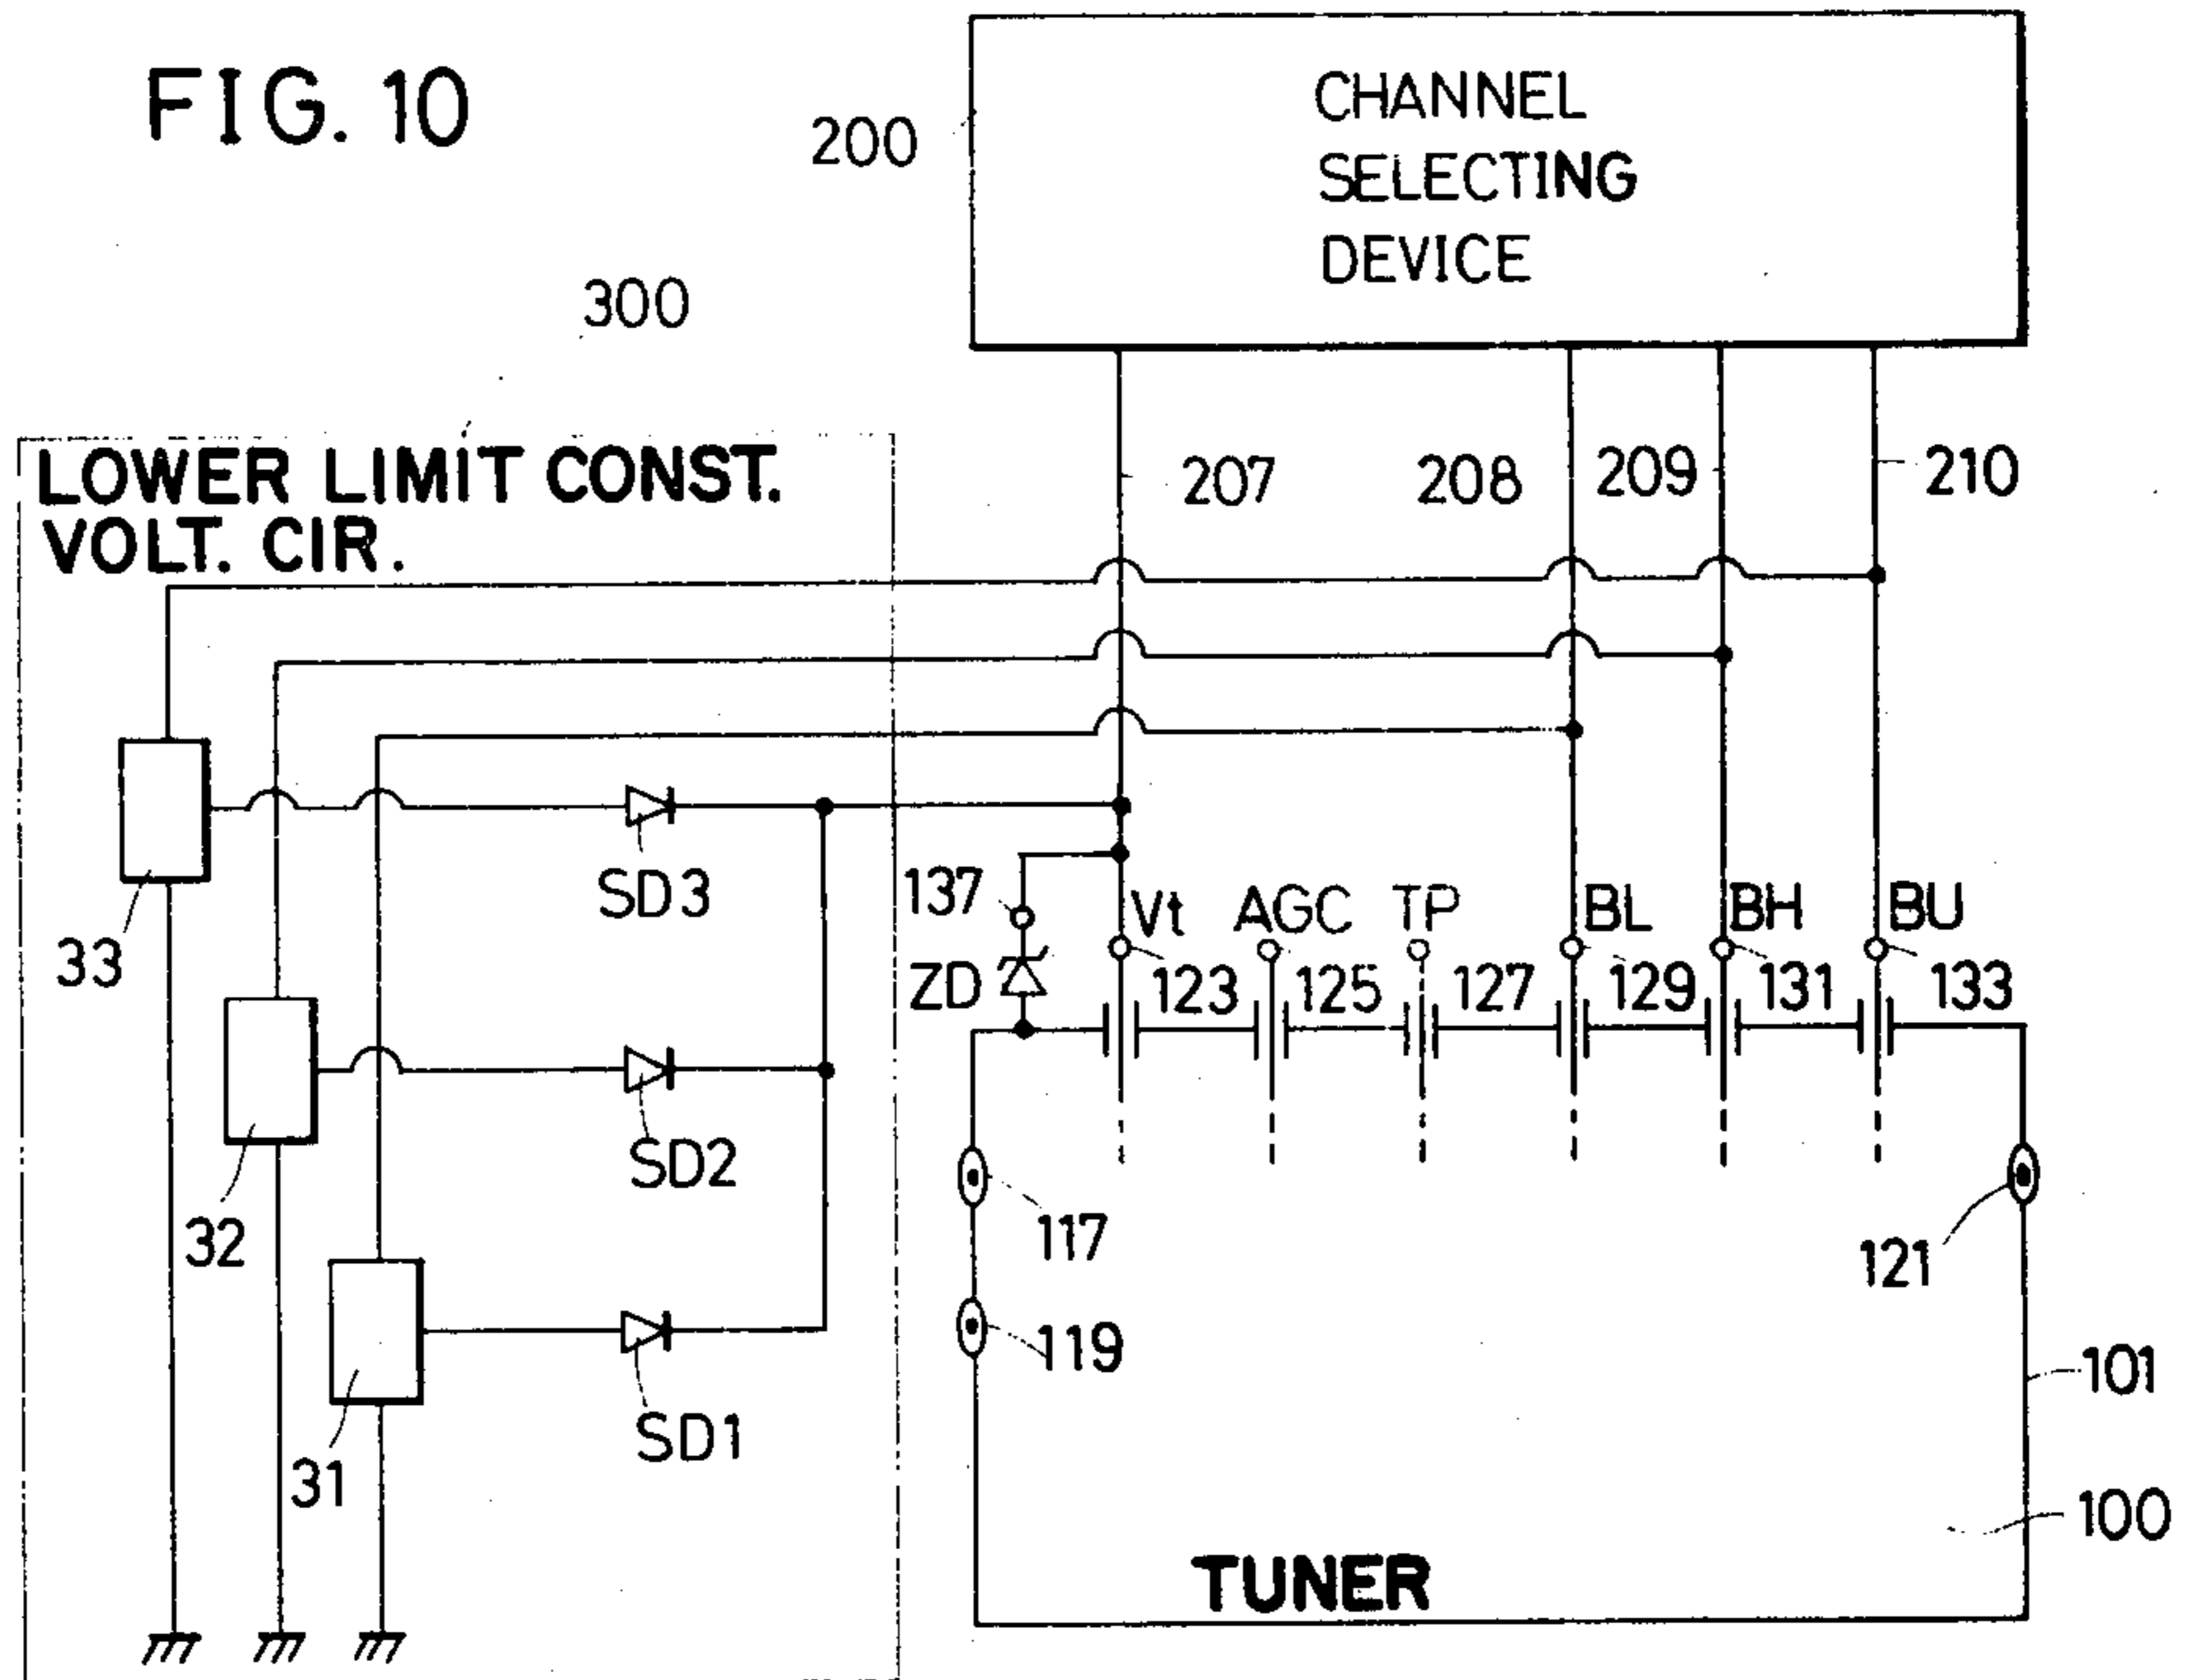 FIG. 10
CHANNEL
SELECTING
DEVICE
200
300
LOWER LIMIT CONST.
VOLT. CIR.
207
208
209
210
SD3
33
137
Vt
AGC
TP
BL
BH
BU
ZD
123
125
127
129
131
133
SD2
32
117
121
31
SD1
119
101
100
TUNER